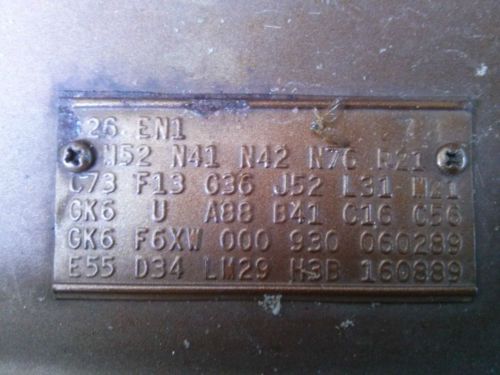 26 EN1
M52 N41 N42 N76 R21
C73 F13 G36 J52 L31 M21
GK6 U A88 B41 C16 C56
GK6 F6XW 000 930 060289
E55 D34 LM29 H3B 160889